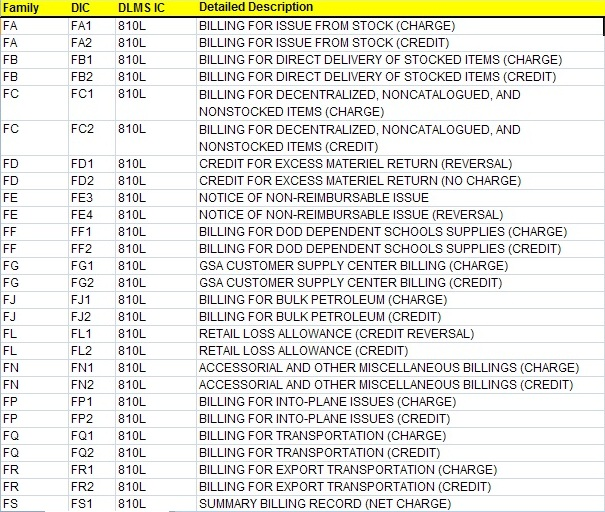 Family DIC DLMS IC Detailed Description
FA FA1 810L BILLING FOR ISSUE FROM STOCK (CHARGE)
FA FA2 810L BILLING FOR ISSUE FROM STOCK (CREDIT)
FB FB1 810L BILLING FOR DIRECT DELIVERY OF STOCKED ITEMS (CHARGE)
FB FB2 810L BILLING FOR DIRECT DELIVERY OF STOCKED ITEMS (CREDIT)
FC FC1 810L BILLING FOR DECENTRALIZED, NONCATALOGUED, AND
NONSTOCKED ITEMS (CHARGE)
FC FC2 810L BILLING FOR DECENTRALIZED, NONCATALOGUED, AND
NONSTOCKED ITEMS (CREDIT)
FD FD1 810L CREDIT FOR EXCESS MATERIEL RETURN (REVERSAL)
FD FD2 810L CREDIT FOR EXCESS MATERIEL RETURN (NO CHARGE)
FE FE3 810L NOTICE OF NON-REIMBURSABLE ISSUE
FE FE4 810L NOTICE OF NON-REIMBURSABLE ISSUE (REVERSAL)
FF FF1 810L BILLING FOR DOD DEPENDENT SCHOOLS SUPPLIES (CHARGE)
FF FF2 810L BILLING FOR DOD DEPENDENT SCHOOLS SUPPLIES (CREDIT)
FG FG1 810L GSA CUSTOMER SUPPLY CENTER BILLING (CHARGE)
FG FG2 810L GSA CUSTOMER SUPPLY CENTER BILLING (CREDIT)
FJ FJ1 810L BILLING FOR BULK PETROLEUM (CHARGE)
FJ FJ2 810L BILLING FOR BULK PETROLEUM (CREDIT)
FL FL1 810L RETAIL LOSS ALLOWANCE (CREDIT REVERSAL)
FL FL2 810L RETAIL LOSS ALLOWANCE (CREDIT)
FN FN1 810L ACCESSORIAL AND OTHER MISCELLANEOUS BILLINGS (CHARGE)
FN FN2 810L ACCESSORIAL AND OTHER MISCELLANEOUS BILLINGS (CREDIT)
FP FP1 810L BILLING FOR INTO-PLANE ISSUES (CHARGE)
FP FP2 810L BILLING FOR INTO-PLANE ISSUES (CREDIT)
FQ FQ1 810L BILLING FOR TRANSPORTATION (CHARGE)
FQ FQ2 810L BILLING FOR TRANSPORTATION (CREDIT)
FR FR1 810L BILLING FOR EXPORT TRANSPORTATION (CHARGE)
FR FR2 810L BILLING FOR EXPORT TRANSPORTATION (CREDIT)
FS FS1 810L SUMMARY BILLING RECORD (NET CHARGE)